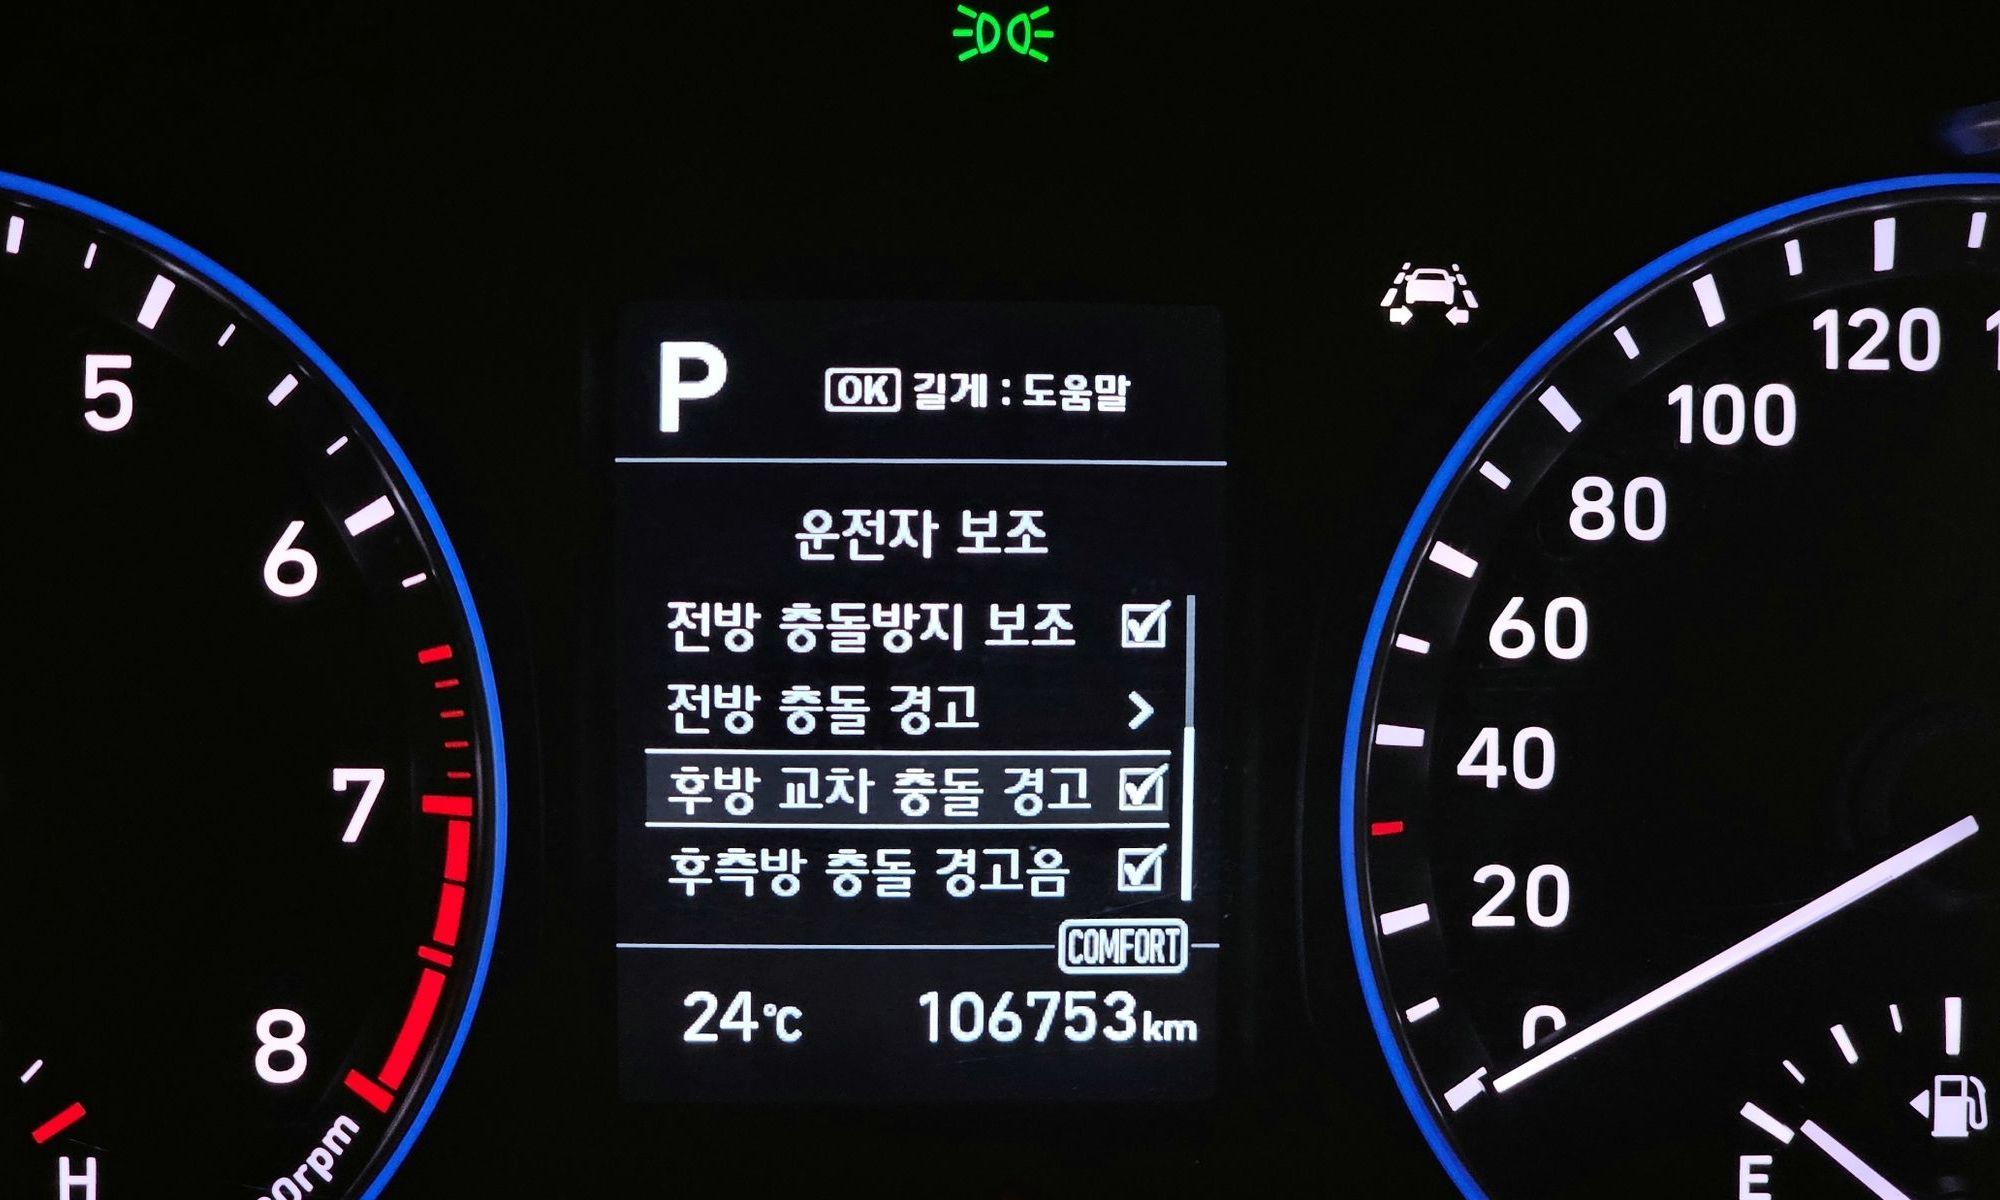 P
OK 길게 : 도움말
운전자 보조
전방 충돌방지 보조
전방 충돌 경고 >
후방 교차 충돌 경고
후측방 충돌 경고음
COMFORT
24℃ 106753km
5
6
7
8
H
120
100
80
60
40
20
0
E